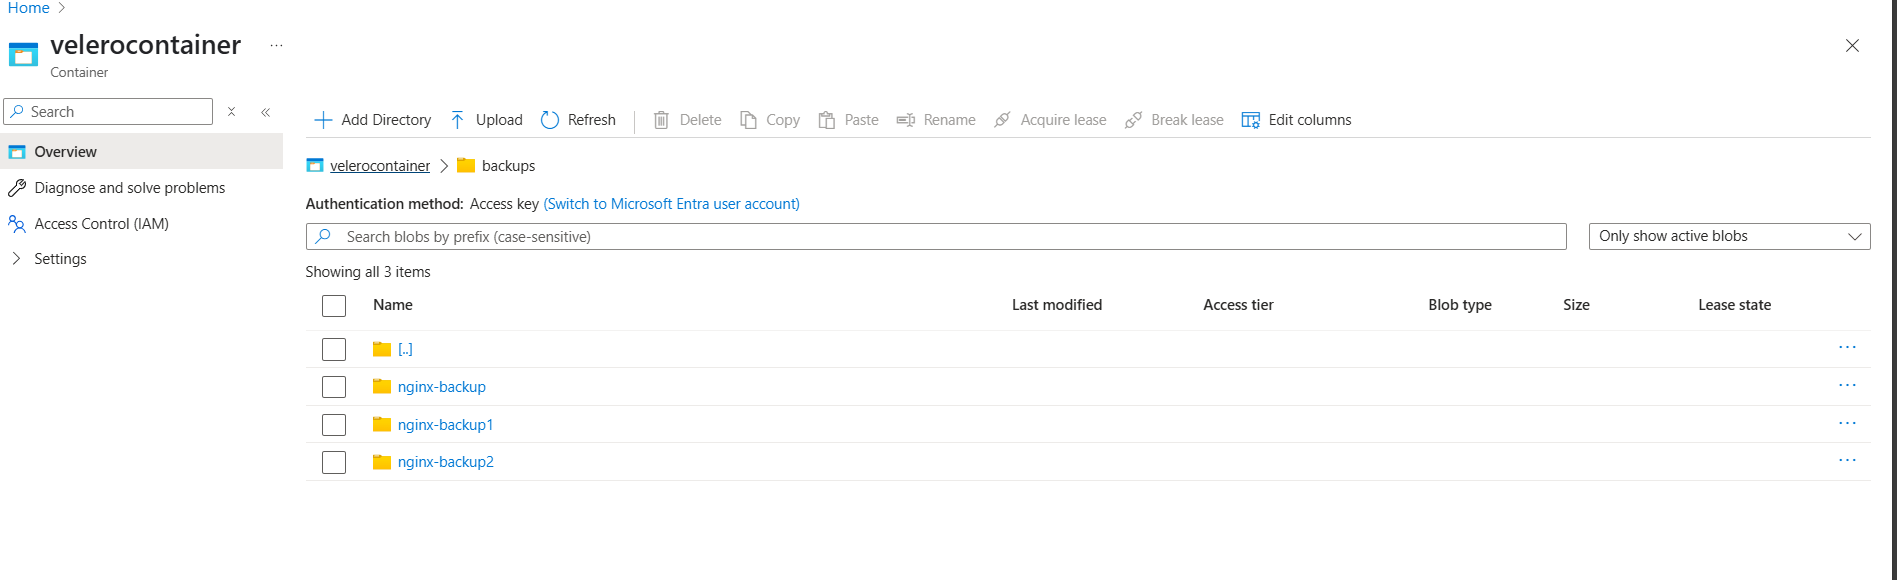 Home >
velerocontainer ...
Container
Search
Overview
Diagnose and solve problems
Access Control (IAM)
Settings
Add Directory Upload Refresh Delete Copy Paste Rename Acquire lease Break lease Edit columns
velerocontainer > backups
Authentication method: Access key (Switch to Microsoft Entra user account)
Search blobs by prefix (case-sensitive) Only show active blobs
Showing all 3 items
Name Last modified Access tier Blob type Size Lease state
[..] ...
nginx-backup ...
nginx-backup1 ...
nginx-backup2 ...